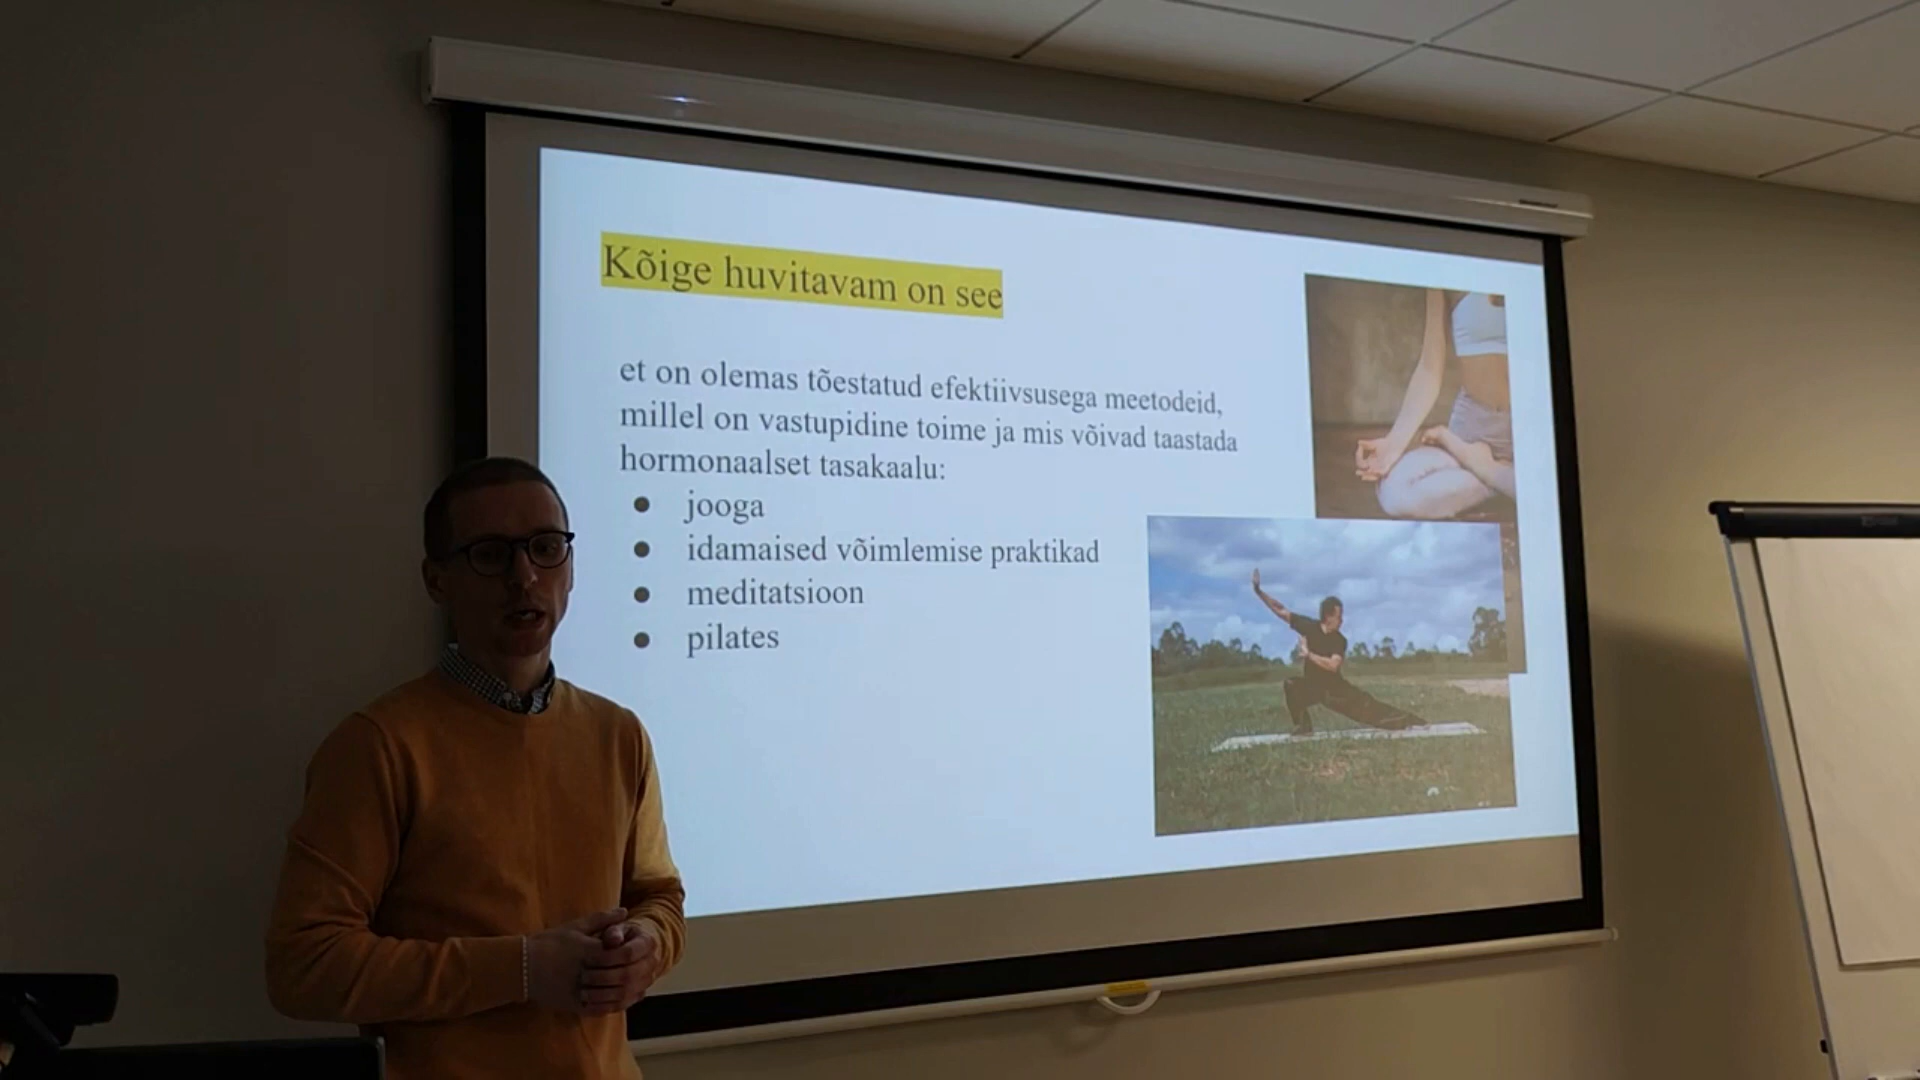 Kõige huvitavam on see
et on olemas tõestatud efektiivsusega meetodeid,
millel on vastupidine toime ja mis võivad taastada
hormonaalset tasakaalu:
● jooga
● idamaised võimlemise praktikad
● meditatsioon
● pilates